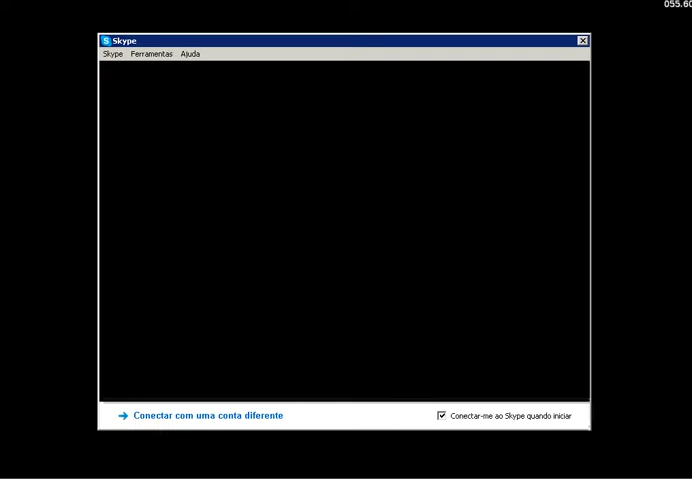 055.60
Skype
Skype Ferramentas Ajuda
Conectar com uma conta diferente
Conectar-me ao Skype quando iniciar